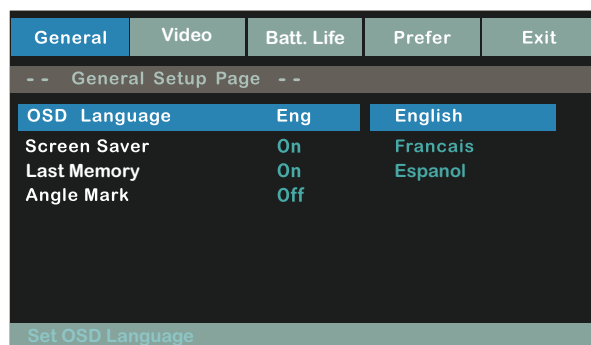 General Video Batt. Life Prefer Exit
-- General Setup Page --
OSD Language Eng English
Screen Saver On Francais
Last Memory On Espanol
Angle Mark Off
Set OSD Language